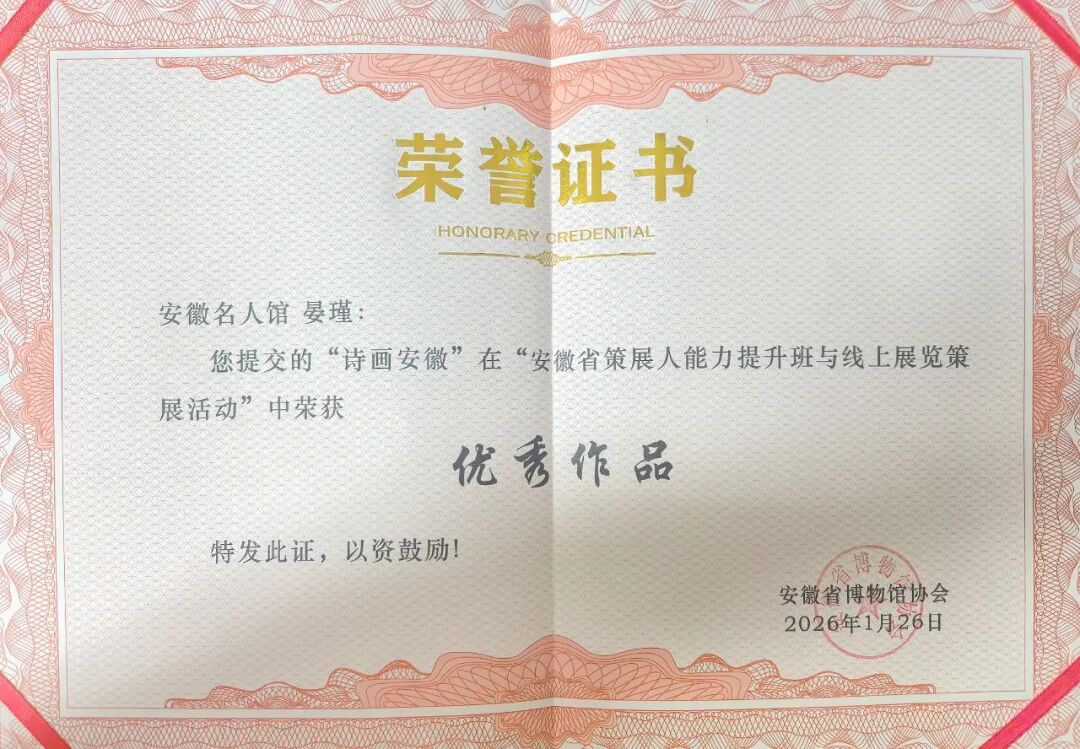 荣誉证书
HONORARY CREDENTIAL
安徽名人馆 晏瑾：
您提交的“诗画安徽”在“安徽省策展人能力提升班与线上展览策
展活动”中荣获
优秀作品
特发此证，以资鼓励！
安徽省博物馆协会
2026年1月26日